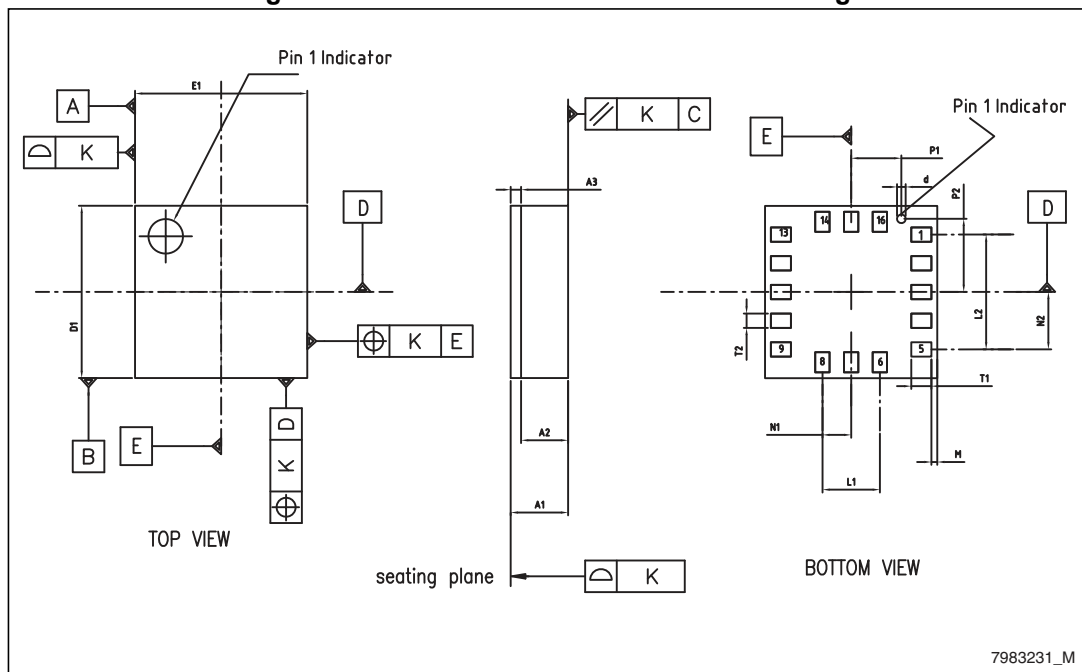 Pin 1 Indicator
E1
A
K
K C
E
Pin 1 Indicator
P1
d
P2
A3
D
D
13
14
16
1
D1
K E
T2
L2
N2
9
8
6
5
T1
B
E
K D
A2
N1
M
L1
A1
TOP VIEW
seating plane
K
BOTTOM VIEW
7983231_M